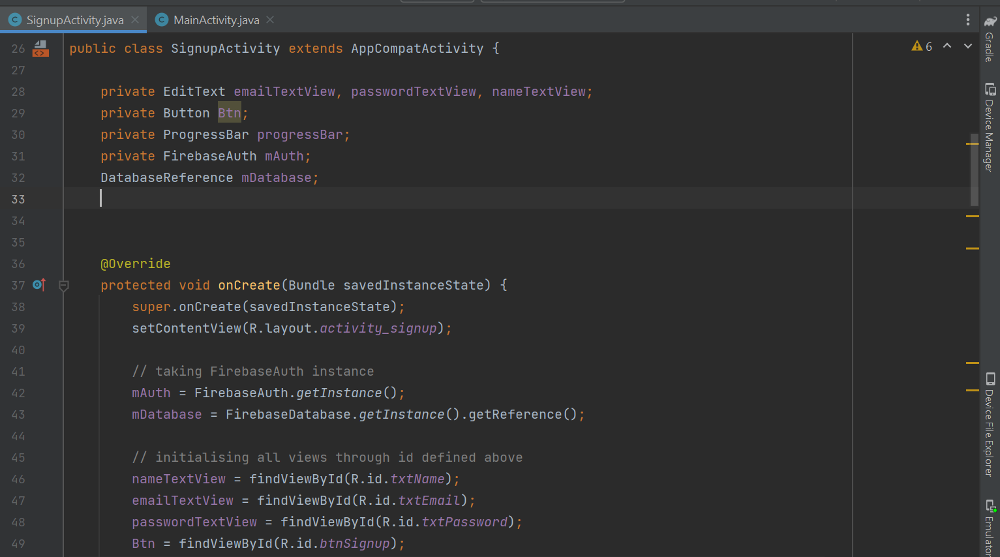 SignupActivity.java
MainActivity.java
26 public class SignupActivity extends AppCompatActivity {
6
27
28 private EditText emailTextView, passwordTextView, nameTextView;
29 private Button Btn;
30 private ProgressBar progressBar;
31 private FirebaseAuth mAuth;
32 DatabaseReference mDatabase;
33
34
35
36 @Override
37 protected void onCreate(Bundle savedInstanceState) {
38 super.onCreate(savedInstanceState);
39 setContentView(R.layout.activity_signup);
40
41 // taking FirebaseAuth instance
42 mAuth = FirebaseAuth.getInstance();
43 mDatabase = FirebaseDatabase.getInstance().getReference();
44
45 // initialising all views through id defined above
46 nameTextView = findViewById(R.id.txtName);
47 emailTextView = findViewById(R.id.txtEmail);
48 passwordTextView = findViewById(R.id.txtPassword);
49 Btn = findViewById(R.id.btnSignup);
Gradle
Device Manager
Device File Explorer
Emulator